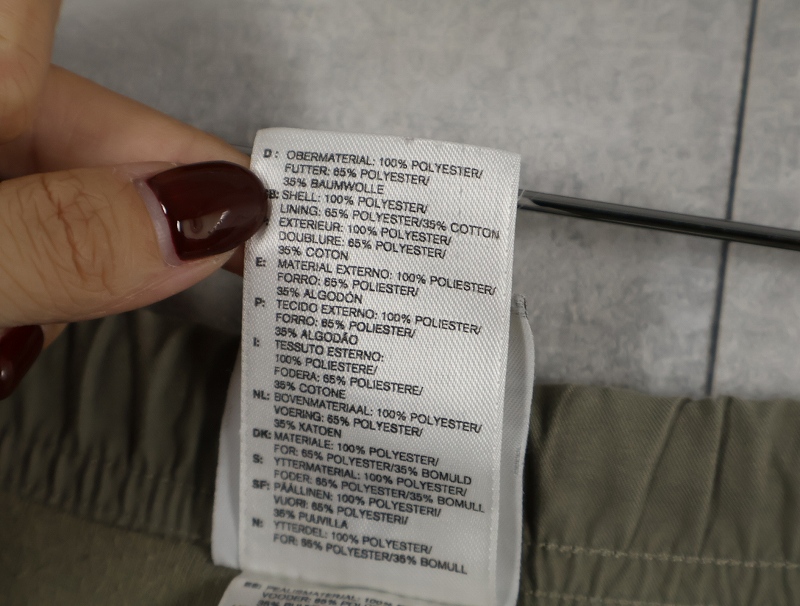 D: OBERMATERIAL: 100% POLYESTER/
FUTTER: 65% POLYESTER/
35% BAUMWOLLE
GB: SHELL: 100% POLYESTER/
LINING: 65% POLYESTER/35% COTTON
EXTERIEUR: 100% POLYESTER/
DOUBLURE: 65% POLYESTER/
35% COTON
E: MATERIAL EXTERNO: 100% POLIESTER/
FORRO: 65% POLIESTER/
35% ALGODÓN
P: TECIDO EXTERNO: 100% POLIÉSTER/
FORRO: 65% POLIÉSTER/
35% ALGODÃO
I: TESSUTO ESTERNO:
100% POLIESTERE/
FODERA: 65% POLIESTERE/
35% COTONE
NL: BOVENMATERIAAL: 100% POLYESTER/
VOERING: 65% POLYESTER/
35% KATOEN
DK: MATERIALE: 100% POLYESTER/
FOR: 65% POLYESTER/35% BOMULD
S: YTTERMATERIAL: 100% POLYESTER/
FODER: 65% POLYESTER/35% BOMULL
SF: PÄÄLLINEN: 100% POLYESTERI/
VUORI: 65% POLYESTERI/
35% PUUVILLA
N: YTTERDEL: 100% POLYESTER/
FOR: 65% POLYESTER/35% BOMULL